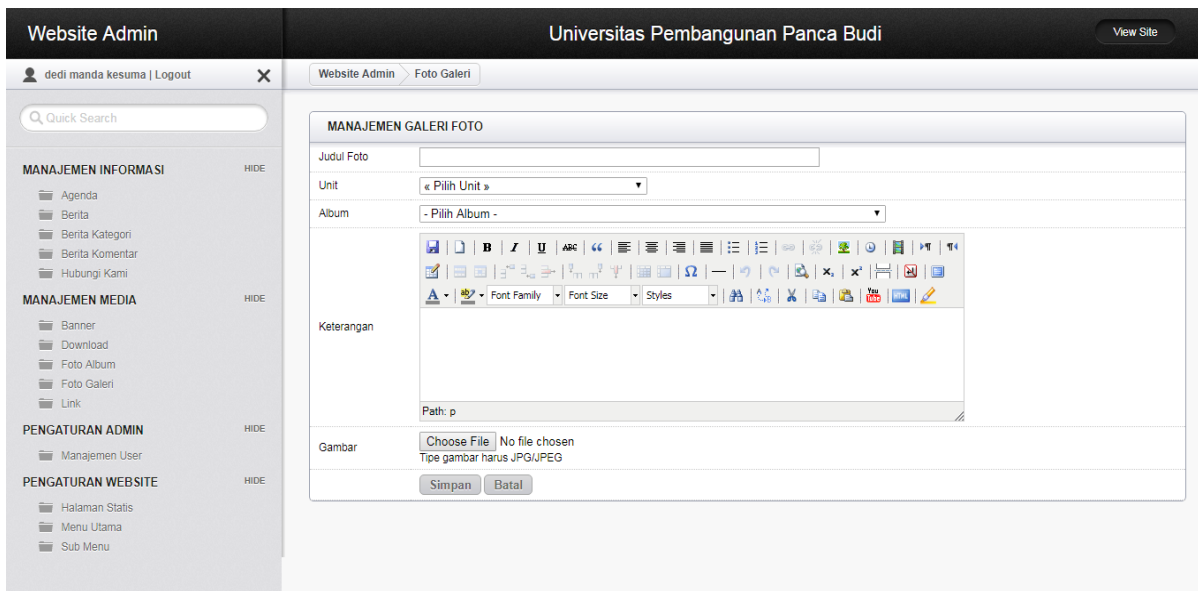 Website Admin
Universitas Pembangunan Panca Budi
View Site
dedi manda kesuma | Logout
Website Admin
Foto Galeri
Quick Search
MANAJEMEN INFORMASI
HIDE
Agenda
Berita
Berita Kategori
Berita Komentar
Hubungi Kami
MANAJEMEN MEDIA
HIDE
Banner
Download
Foto Album
Foto Galeri
Link
PENGATURAN ADMIN
HIDE
Manajemen User
PENGATURAN WEBSITE
HIDE
Halaman Statis
Menu Utama
Sub Menu
MANAJEMEN GALERI FOTO
Judul Foto
Unit
« Pilih Unit »
Album
- Pilih Album -
Keterangan
B I U ABC
Font Family
Font Size
Styles
You Tube
HTML
Path: p
Gambar
Choose File No file chosen
Tipe gambar harus JPG/JPEG
Simpan
Batal